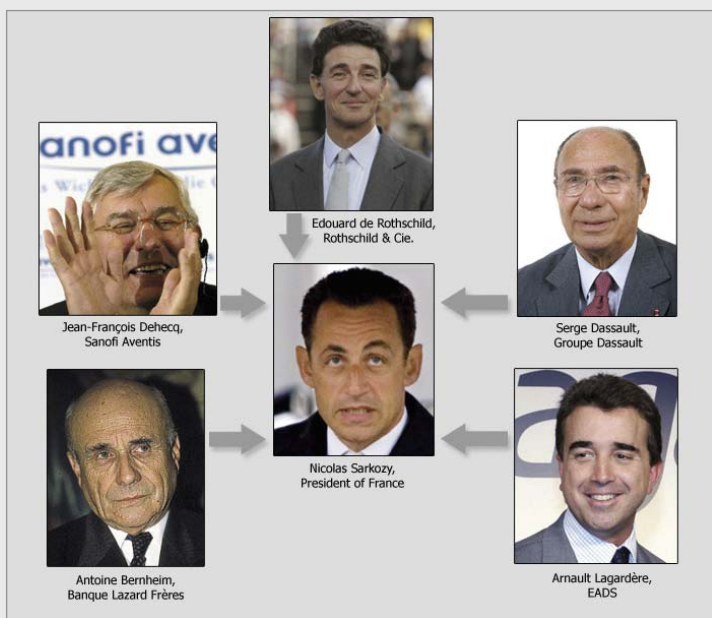 anofi ave
Edouard de Rothschild,
Rothschild & Cie.
Jean-François Dehecq,
Sanofi Aventis
Serge Dassault,
Groupe Dassault
Nicolas Sarkozy,
President of France
Antoine Bernheim,
Banque Lazard Frères
Arnault Lagardère,
EADS